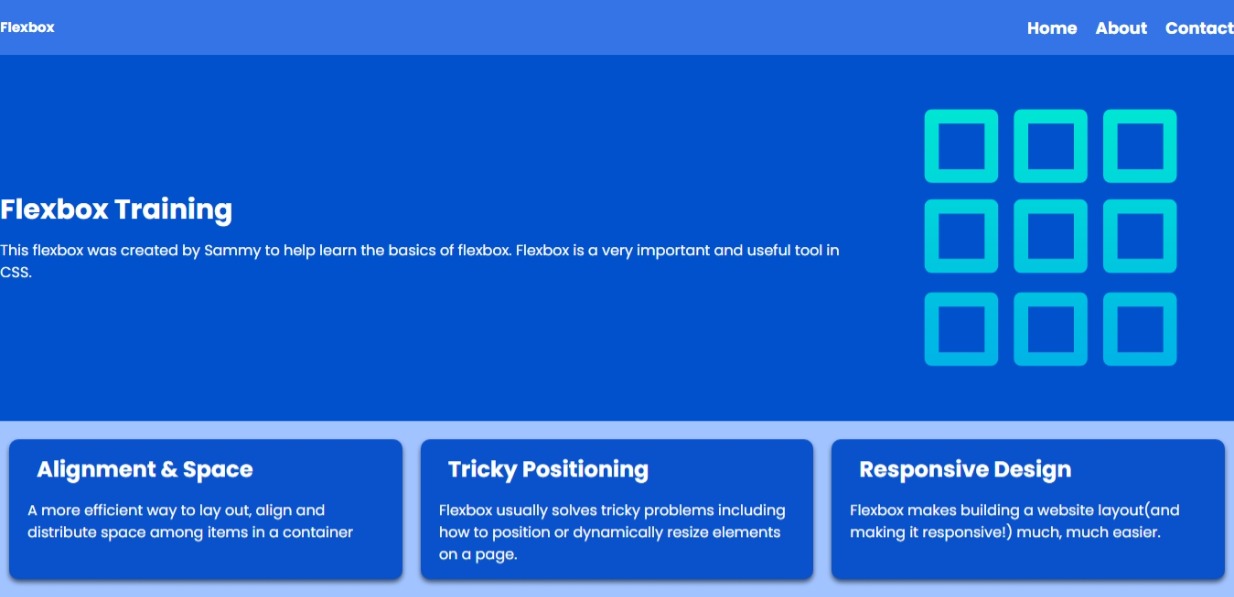 Flexbox
Home About Contact
Flexbox Training
This flexbox was created by Sammy to help learn the basics of flexbox. Flexbox is a very important and useful tool in
CSS.
Alignment & Space
A more efficient way to lay out, align and
distribute space among items in a container
Tricky Positioning
Flexbox usually solves tricky problems including
how to position or dynamically resize elements
on a page.
Responsive Design
Flexbox makes building a website layout(and
making it responsive!) much, much easier.